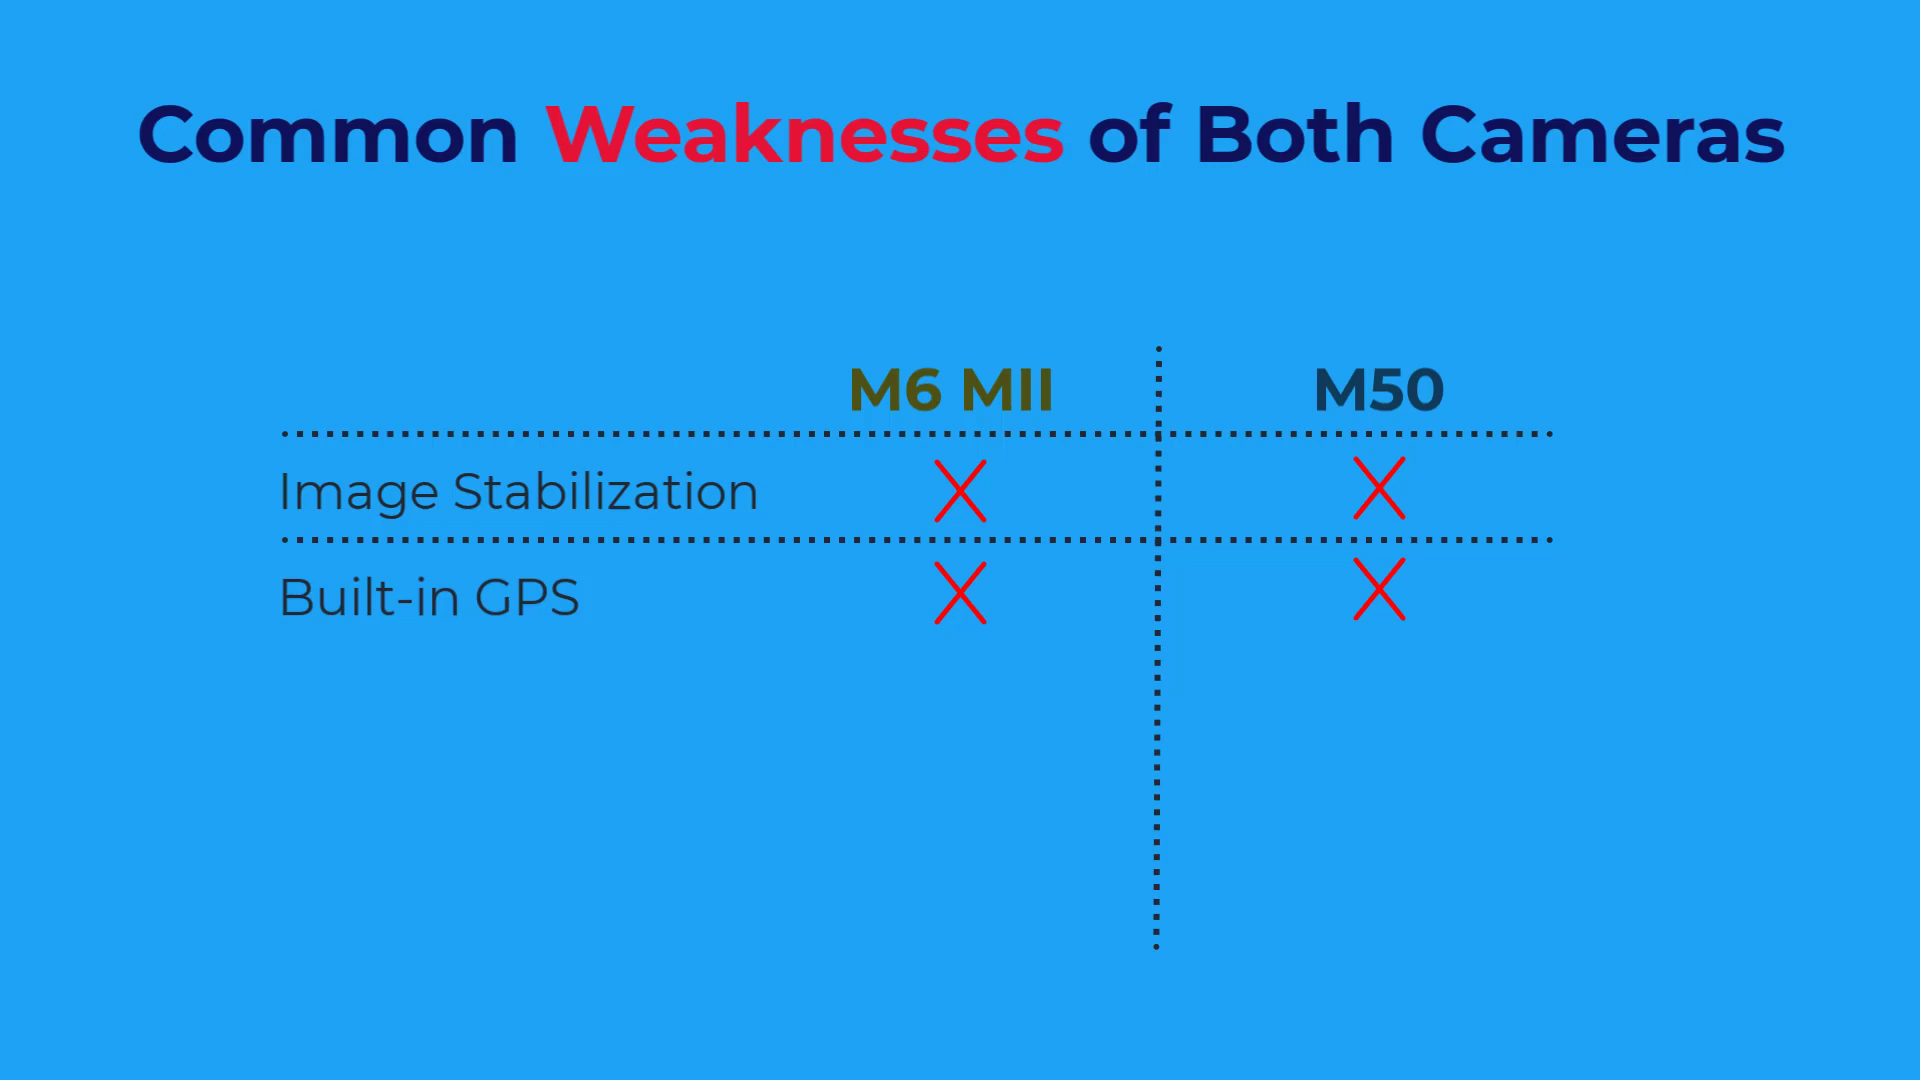 Common Weaknesses of Both Cameras
M6 MII M50
Image Stabilization
Built-in GPS